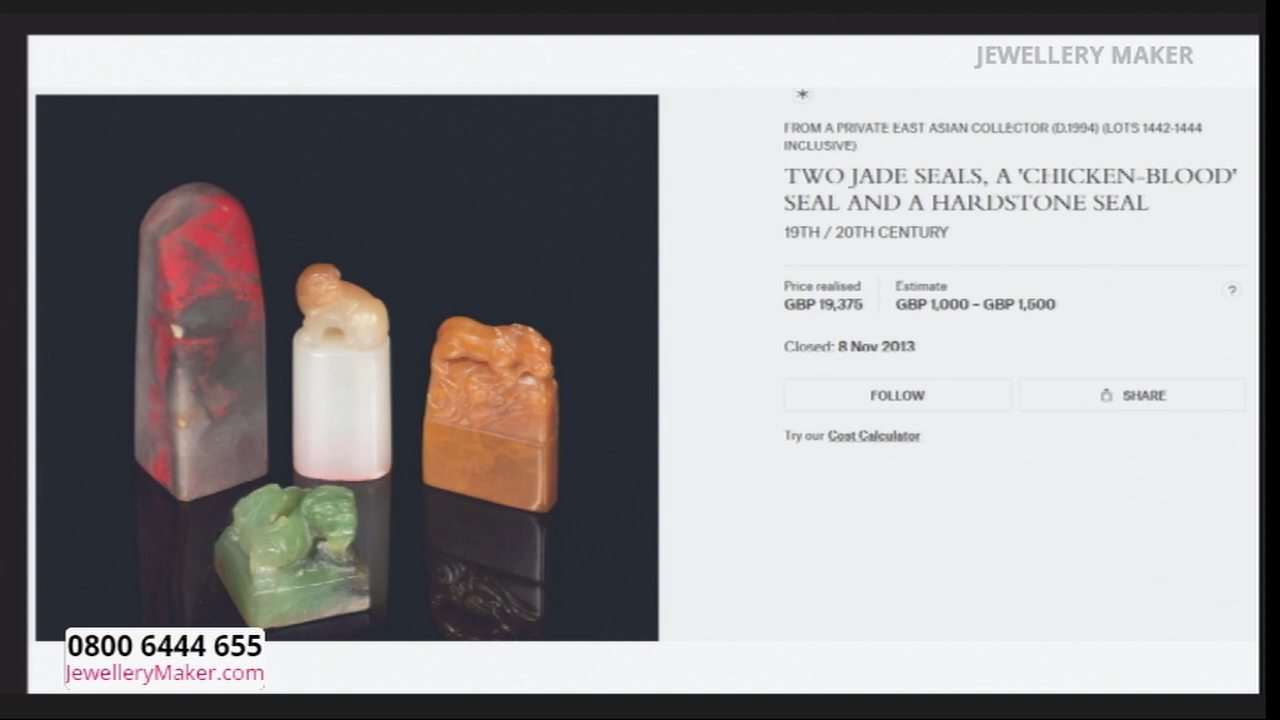 JEWELLERY MAKER
*
FROM A PRIVATE EAST ASIAN COLLECTOR (D.1994) (LOTS 1442-1444
INCLUSIVE)
TWO JADE SEALS, A 'CHICKEN-BLOOD'
SEAL AND A HARDSTONE SEAL
19TH / 20TH CENTURY
Price realised Estimate ?
GBP 19,375 GBP 1,000 – GBP 1,500
Closed: 8 Nov 2013
FOLLOW SHARE
Try our Cost Calculator
0800 6444 655
JewelleryMaker.com